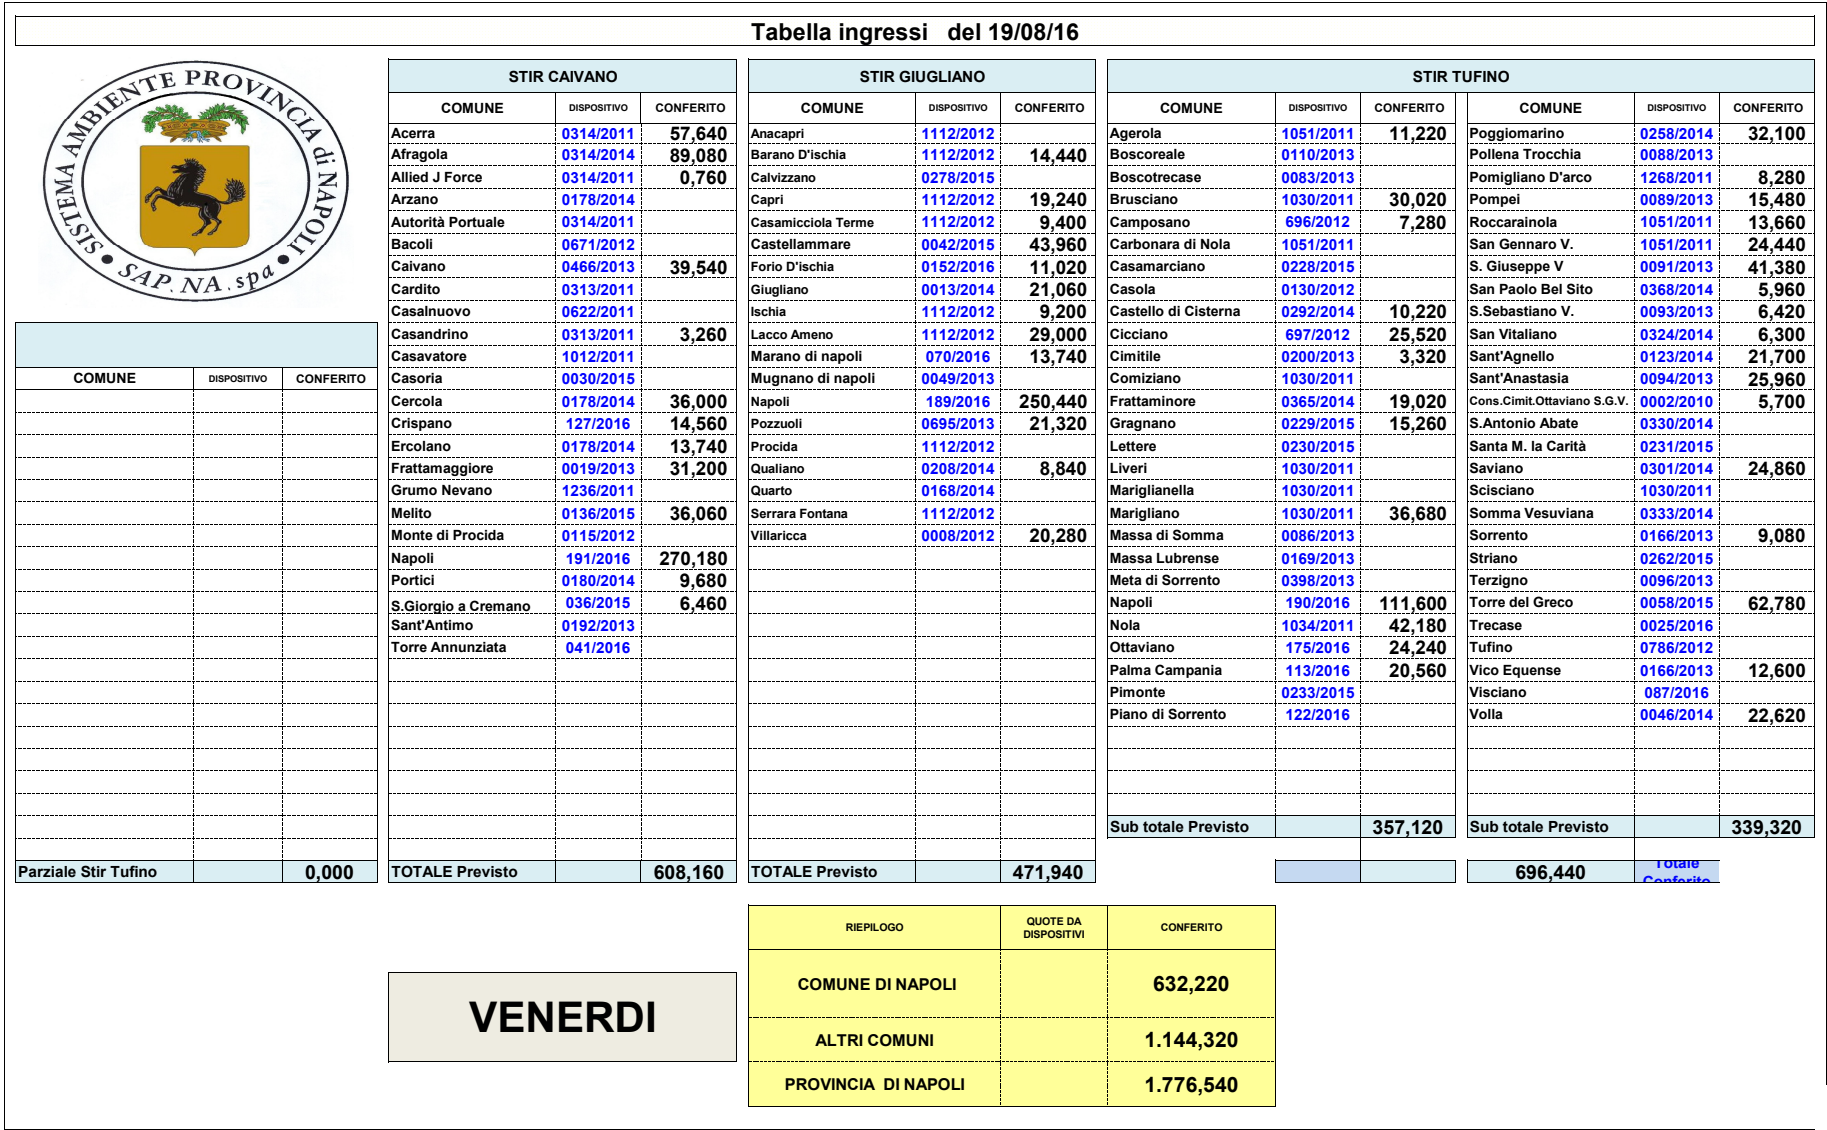 Tabella ingressi del 19/08/16
SISTEMA AMBIENTE PROVINCIA di NAPOLI
SAP.NA.spa
COMUNE DISPOSITIVO CONFERITO
Parziale Stir Tufino 0,000
STIR CAIVANO
COMUNE DISPOSITIVO CONFERITO
Acerra 0314/2011 57,640
Afragola 0314/2014 89,080
Allied J Force 0314/2011 0,760
Arzano 0178/2014
Autorità Portuale 0314/2011
Bacoli 0671/2012
Caivano 0466/2013 39,540
Cardito 0313/2011
Casalnuovo 0622/2011
Casandrino 0313/2011 3,260
Casavatore 1012/2011
Casoria 0030/2015
Cercola 0178/2014 36,000
Crispano 127/2016 14,560
Ercolano 0178/2014 13,740
Frattamaggiore 0019/2013 31,200
Grumo Nevano 1236/2011
Melito 0136/2015 36,060
Monte di Procida 0115/2012
Napoli 191/2016 270,180
Portici 0180/2014 9,680
S.Giorgio a Cremano 036/2015 6,460
Sant'Antimo 0192/2013
Torre Annunziata 041/2016
TOTALE Previsto 608,160
STIR GIUGLIANO
COMUNE DISPOSITIVO CONFERITO
Anacapri 1112/2012
Barano D'ischia 1112/2012 14,440
Calvizzano 0278/2015
Capri 1112/2012 19,240
Casamicciola Terme 1112/2012 9,400
Castellammare 0042/2015 43,960
Forio D'ischia 0152/2016 11,020
Giugliano 0013/2014 21,060
Ischia 1112/2012 9,200
Lacco Ameno 1112/2012 29,000
Marano di napoli 070/2016 13,740
Mugnano di napoli 0049/2013
Napoli 189/2016 250,440
Pozzuoli 0695/2013 21,320
Procida 1112/2012
Qualiano 0208/2014 8,840
Quarto 0168/2014
Serrara Fontana 1112/2012
Villaricca 0008/2012 20,280
TOTALE Previsto 471,940
STIR TUFINO
COMUNE DISPOSITIVO CONFERITO
Agerola 1051/2011 11,220
Boscoreale 0110/2013
Boscotrecase 0083/2013
Brusciano 1030/2011 30,020
Camposano 696/2012 7,280
Carbonara di Nola 1051/2011
Casamarciano 0228/2015
Casola 0130/2012
Castello di Cisterna 0292/2014 10,220
Cicciano 697/2012 25,520
Cimitile 0200/2013 3,320
Comiziano 1030/2011
Frattaminore 0365/2014 19,020
Gragnano 0229/2015 15,260
Lettere 0230/2015
Liveri 1030/2011
Mariglianella 1030/2011
Marigliano 1030/2011 36,680
Massa di Somma 0086/2013
Massa Lubrense 0169/2013
Meta di Sorrento 0398/2013
Napoli 190/2016 111,600
Nola 1034/2011 42,180
Ottaviano 175/2016 24,240
Palma Campania 113/2016 20,560
Pimonte 0233/2015
Piano di Sorrento 122/2016
Sub totale Previsto 357,120
COMUNE DISPOSITIVO CONFERITO
Poggiomarino 0258/2014 32,100
Pollena Trocchia 0088/2013
Pomigliano D'arco 1268/2011 8,280
Pompei 0089/2013 15,480
Roccarainola 1051/2011 13,660
San Gennaro V. 1051/2011 24,440
S. Giuseppe V 0091/2013 41,380
San Paolo Bel Sito 0368/2014 5,960
S.Sebastiano V. 0093/2013 6,420
San Vitaliano 0324/2014 6,300
Sant'Agnello 0123/2014 21,700
Sant'Anastasia 0094/2013 25,960
Cons.Cimit.Ottaviano S.G.V. 0002/2010 5,700
S.Antonio Abate 0330/2014
Santa M. la Carità 0231/2015
Saviano 0301/2014 24,860
Scisciano 1030/2011
Somma Vesuviana 0333/2014
Sorrento 0166/2013 9,080
Striano 0262/2015
Terzigno 0096/2013
Torre del Greco 0058/2015 62,780
Trecase 0025/2016
Tufino 0786/2012
Vico Equense 0166/2013 12,600
Visciano 087/2016
Volla 0046/2014 22,620
Sub totale Previsto 339,320
696,440 Totale
Conferito
VENERDI
RIEPILOGO QUOTE DA
DISPOSITIVI CONFERITO
COMUNE DI NAPOLI 632,220
ALTRI COMUNI 1.144,320
PROVINCIA DI NAPOLI 1.776,540